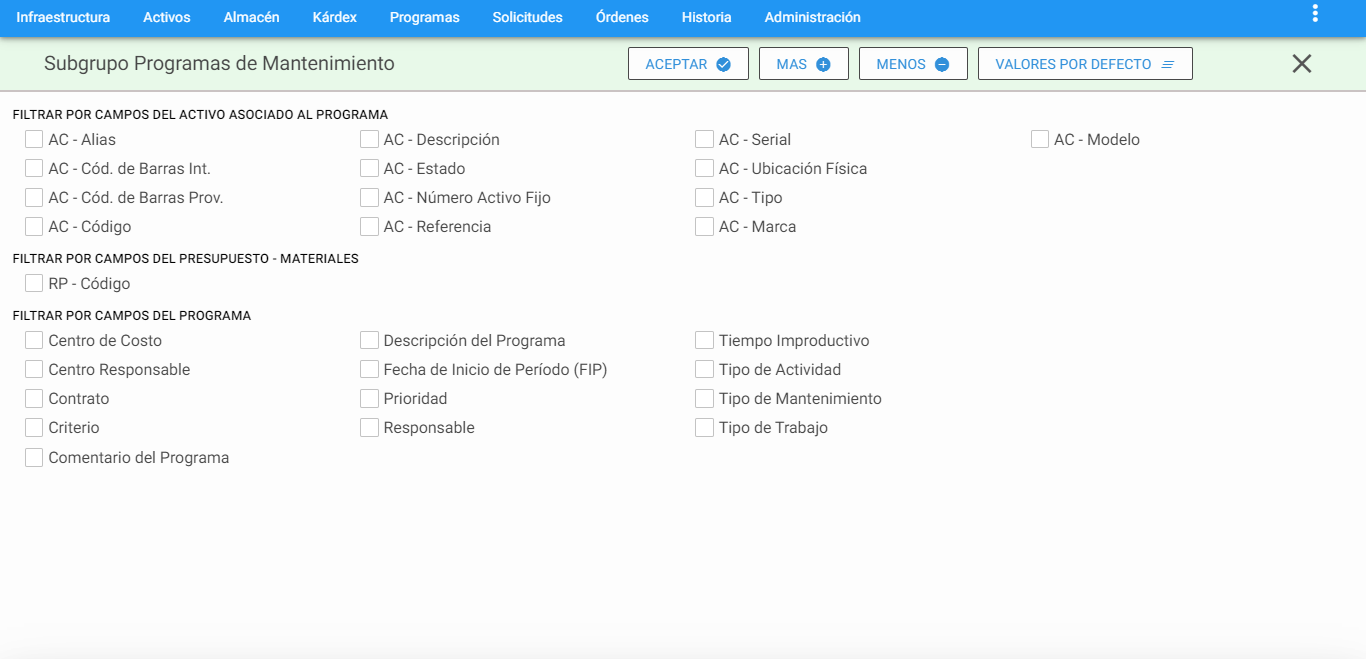 Infraestructura Activos Almacén Kárdex Programas Solicitudes Órdenes Historia Administración
Subgrupo Programas de Mantenimiento ACEPTAR MAS MENOS VALORES POR DEFECTO
FILTRAR POR CAMPOS DEL ACTIVO ASOCIADO AL PROGRAMA
AC - Alias AC - Descripción AC - Serial AC - Modelo
AC - Cód. de Barras Int. AC - Estado AC - Ubicación Física
AC - Cód. de Barras Prov. AC - Número Activo Fijo AC - Tipo
AC - Código AC - Referencia AC - Marca
FILTRAR POR CAMPOS DEL PRESUPUESTO - MATERIALES
RP - Código
FILTRAR POR CAMPOS DEL PROGRAMA
Centro de Costo Descripción del Programa Tiempo Improductivo
Centro Responsable Fecha de Inicio de Período (FIP) Tipo de Actividad
Contrato Prioridad Tipo de Mantenimiento
Criterio Responsable Tipo de Trabajo
Comentario del Programa